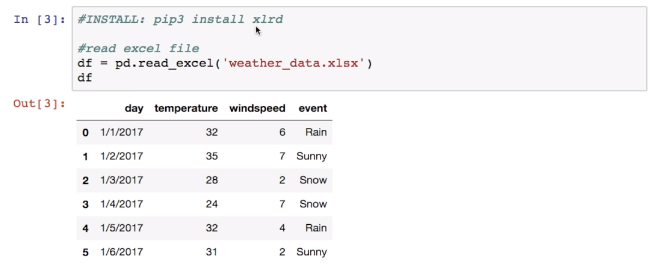 In [3]: #INSTALL: pip3 install xlrd
#read excel file
df = pd.read_excel('weather_data.xlsx')
df
Out[3]:
day temperature windspeed event
0 1/1/2017 32 6 Rain
1 1/2/2017 35 7 Sunny
2 1/3/2017 28 2 Snow
3 1/4/2017 24 7 Snow
4 1/5/2017 32 4 Rain
5 1/6/2017 31 2 Sunny